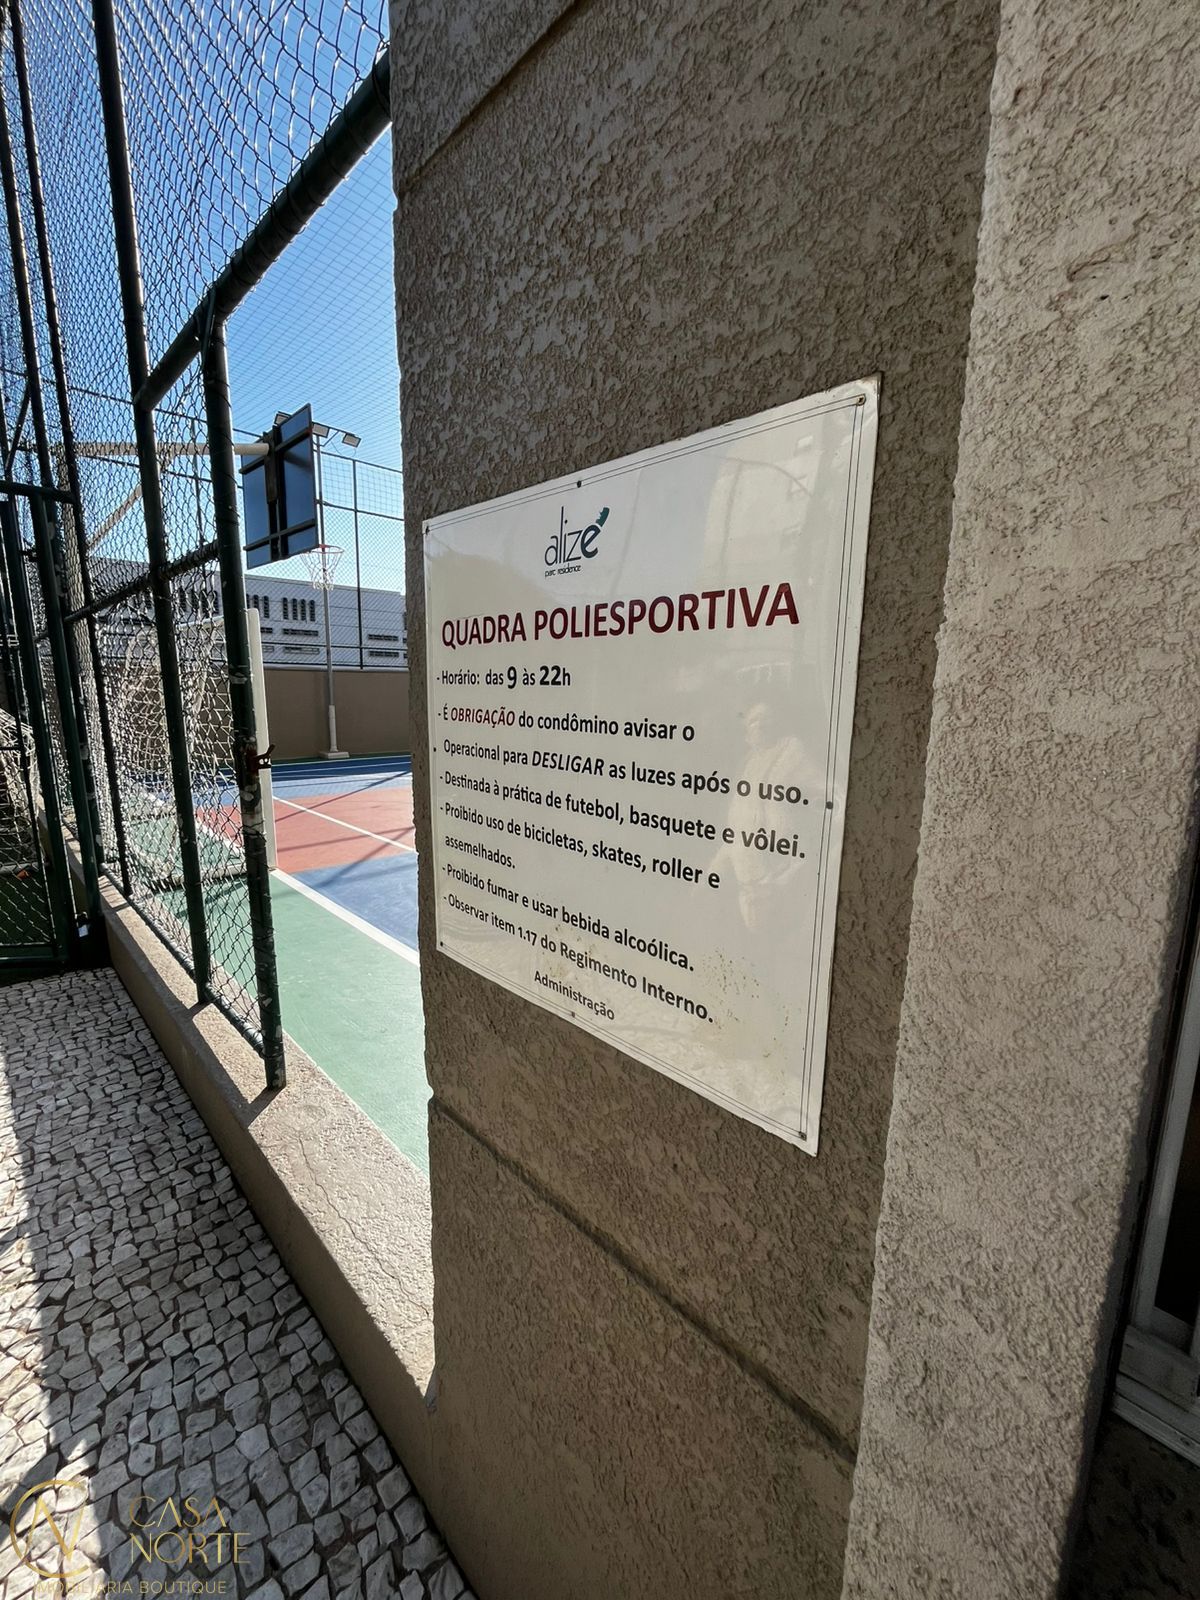 alizé
parc residence
QUADRA POLIESPORTIVA
- Horário: das 9 às 22h
- É OBRIGAÇÃO do condômino avisar o
Operacional para DESLIGAR as luzes após o uso.
- Destinada à prática de futebol, basquete e vôlei.
- Proibido uso de bicicletas, skates, roller e
assemelhados.
- Proibido fumar e usar bebida alcoólica.
- Observar item 1.17 do Regimento Interno.
Administração
CASA
NORTE
IMOBILIÁRIA BOUTIQUE